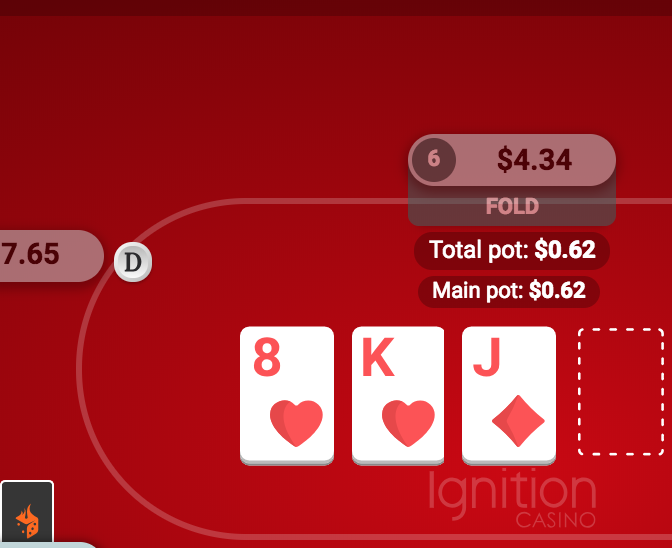 6 $4.34
FOLD
7.65
D
Total pot: $0.62
Main pot: $0.62
8 K J
Ignition
CASINO